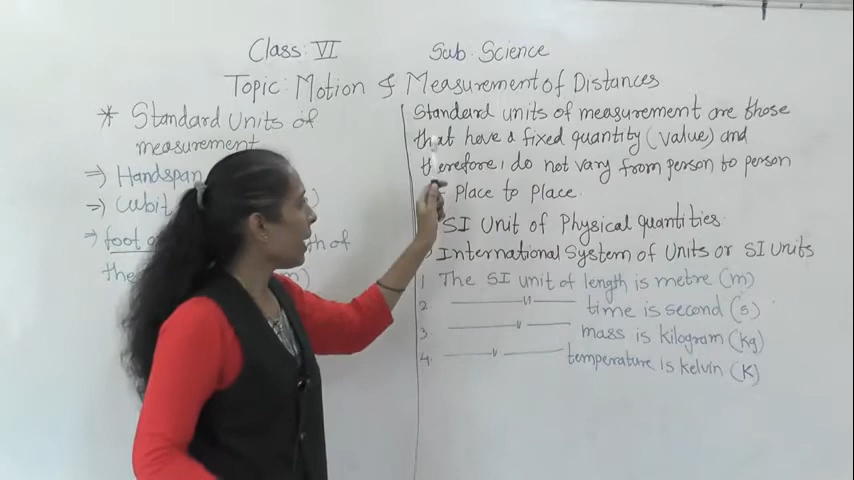 Class: VI Sub: Science
Topic: Motion & Measurement of Distances
* Standard Units of
measurement
=> Handspan
=> Cubit
=> foot
the
Standard units of measurement are those
that have a fixed quantity (value) and
therefore, do not vary from person to person
Place to Place.
SI Unit of Physical quantities
International System of Units or SI Units
1 The SI unit of length is metre (m)
2 —— 〃 —— time is second (s)
3. —— 〃 —— mass is kilogram (kg)
4. —— 〃 —— temperature is kelvin (K)